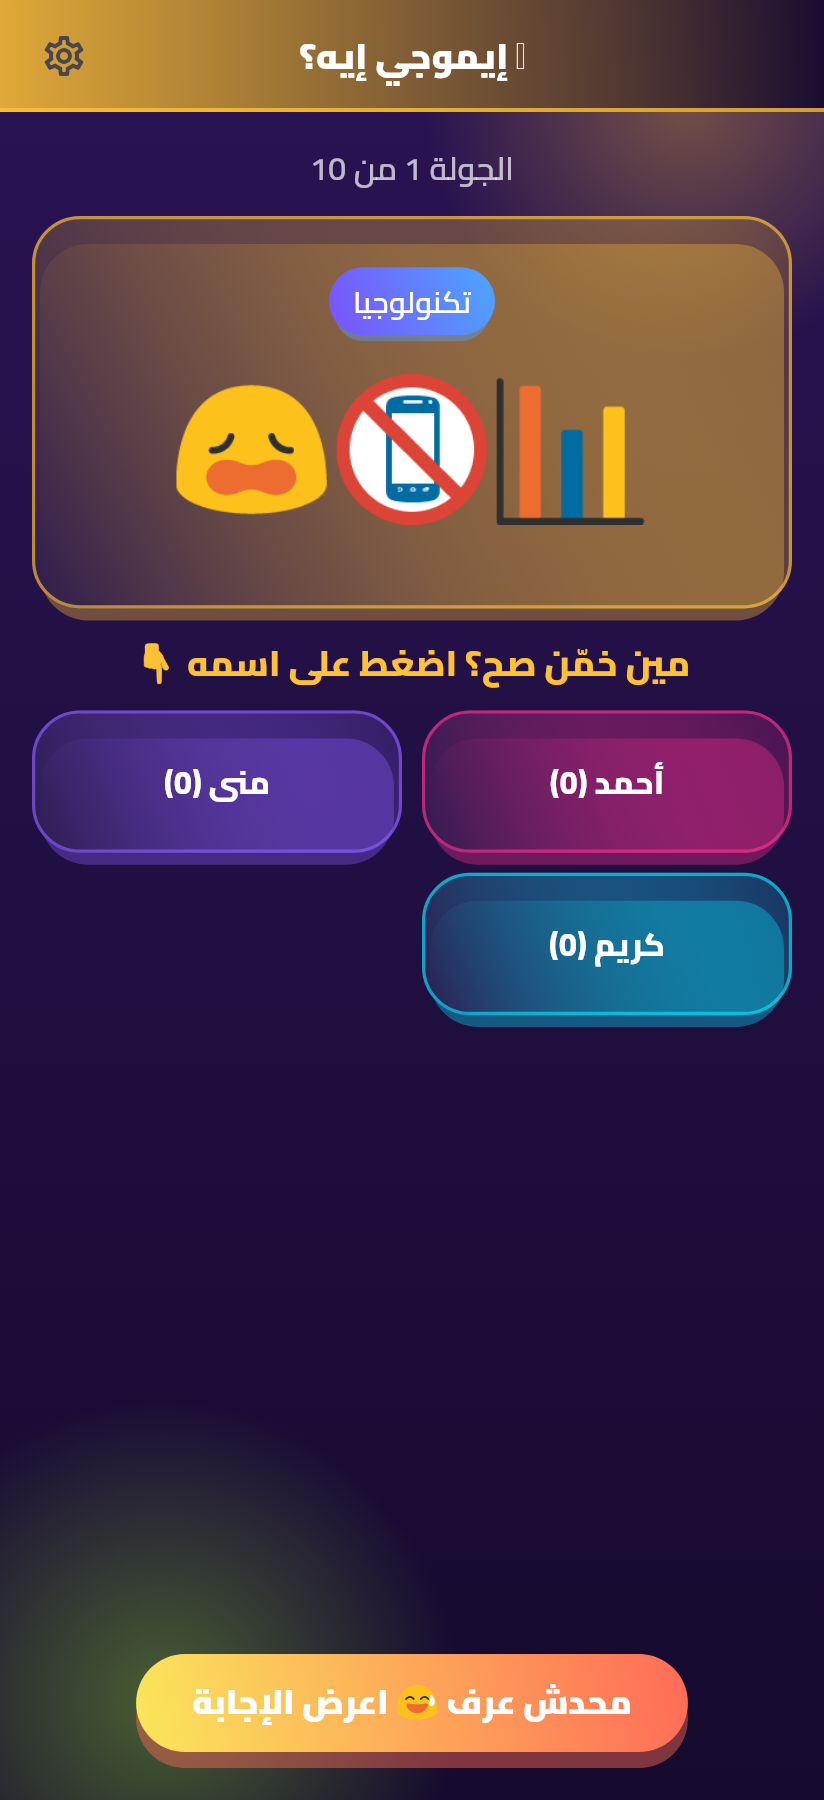 إيموجي إيه؟
الجولة 1 من 10
تكنولوجيا
مين خمّن صح؟ اضغط على اسمه 👇
أحمد (0)
منى (0)
كريم (0)
محدش عرف 😅 اعرض الإجابة